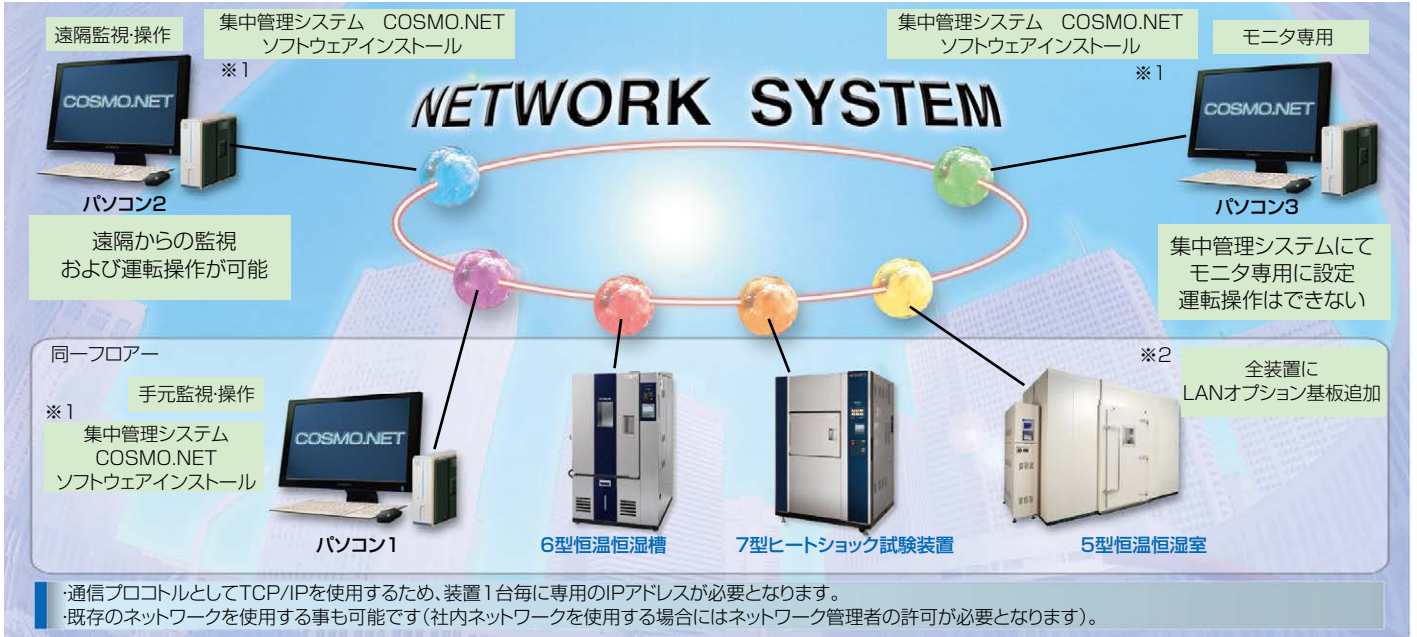 遠隔監視・操作
集中管理システム　COSMO.NET
ソフトウェアインストール
※1
集中管理システム　COSMO.NET
ソフトウェアインストール
※1
モニタ専用
COSMO.NET
NETWORK SYSTEM
COSMO.NET
パソコン2
遠隔からの監視
および運転操作が可能
パソコン3
集中管理システムにて
モニタ専用に設定
運転操作はできない
同一フロアー
手元監視・操作
※1
集中管理システム
COSMO.NET
ソフトウェアインストール
COSMO.NET
パソコン1
6型恒温恒湿槽
7型ヒートショック試験装置
※2
全装置に
LANオプション基板追加
5型恒温恒湿室
・通信プロコトルとしてTCP/IPを使用するため、装置1台毎に専用のIPアドレスが必要となります。
・既存のネットワークを使用する事も可能です（社内ネットワークを使用する場合にはネットワーク管理者の許可が必要となります）。